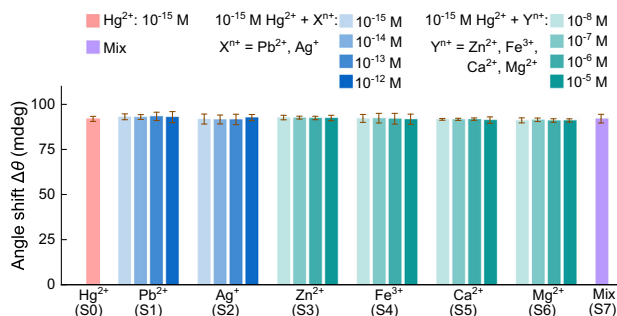 Hg²⁺: 10⁻¹⁵ M
Mix
10⁻¹⁵ M Hg²⁺ + Xⁿ⁺:
Xⁿ⁺ = Pb²⁺, Ag⁺
10⁻¹⁵ M
10⁻¹⁴ M
10⁻¹³ M
10⁻¹² M
10⁻¹⁵ M Hg²⁺ + Yⁿ⁺:
Yⁿ⁺ = Zn²⁺, Fe³⁺,
Ca²⁺, Mg²⁺
10⁻⁸ M
10⁻⁷ M
10⁻⁶ M
10⁻⁵ M
Angle shift Δθ (mdeg)
100
75
50
25
0
Hg²⁺ Pb²⁺ Ag⁺ Zn²⁺ Fe³⁺ Ca²⁺ Mg²⁺ Mix
(S0) (S1) (S2) (S3) (S4) (S5) (S6) (S7)